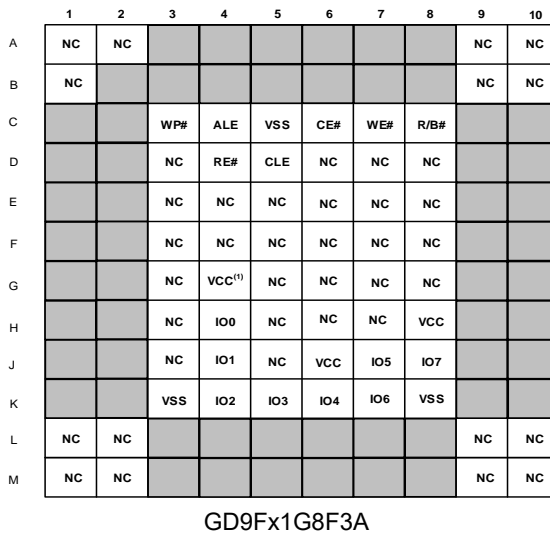 1 2 3 4 5 6 7 8 9 10
A NC NC NC NC
B NC NC NC
C WP# ALE VSS CE# WE# R/B#
D NC RE# CLE NC NC NC
E NC NC NC NC NC NC
F NC NC NC NC NC NC
G NC VCC(1) NC NC NC NC
H NC IO0 NC NC NC VCC
J NC IO1 NC VCC IO5 IO7
K VSS IO2 IO3 IO4 IO6 VSS
L NC NC NC NC
M NC NC NC NC
GD9Fx1G8F3A